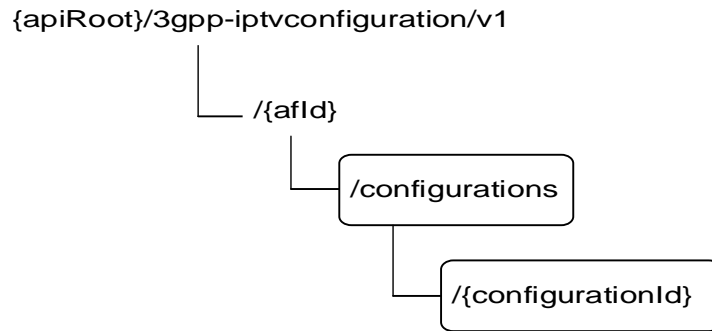 {apiRoot}/3gpp-iptvconfiguration/v1
/{afId}
/configurations
/{configurationId}